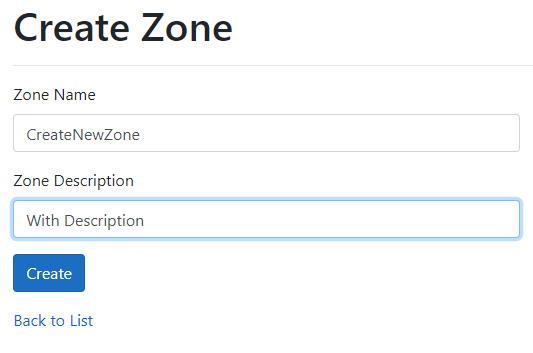 Create Zone
Zone Name
CreateNewZone
Zone Description
With Description
Create
Back to List